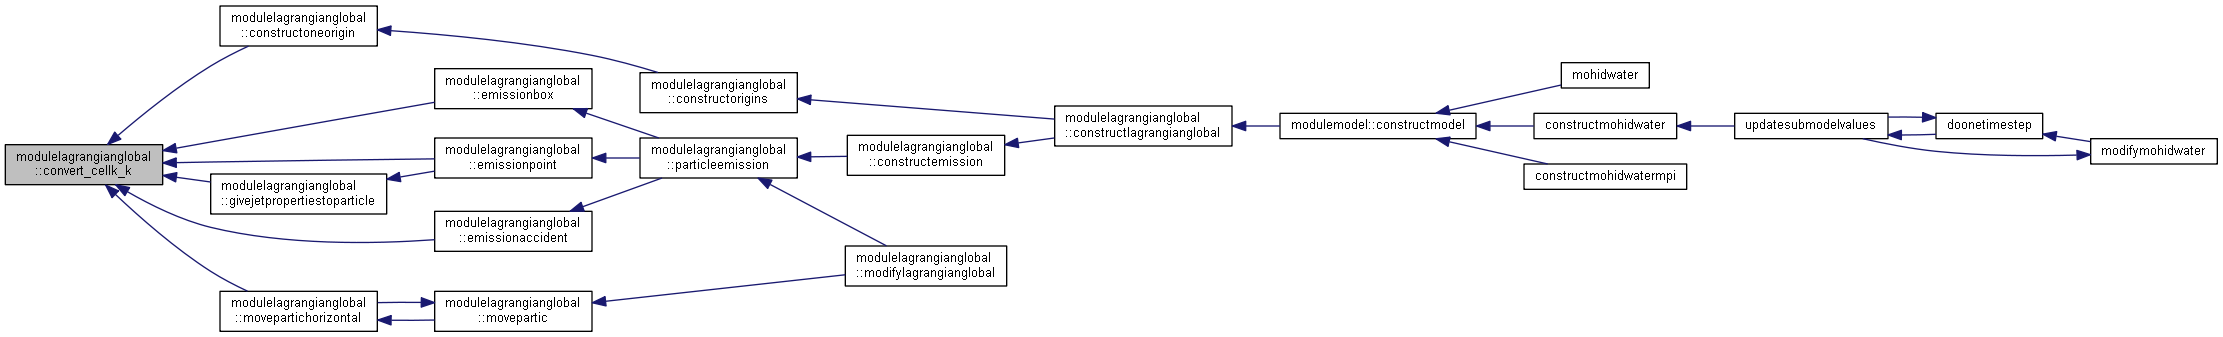 modulelagrangianglobal
::convert_cellk_k
modulelagrangianglobal
::constructoneorigin
modulelagrangianglobal
::emissionbox
modulelagrangianglobal
::emissionpoint
modulelagrangianglobal
::givejetpropertiestoparticle
modulelagrangianglobal
::emissionaccident
modulelagrangianglobal
::movepartichorizontal
modulelagrangianglobal
::movepartic
modulelagrangianglobal
::constructorigins
modulelagrangianglobal
::particleemission
modulelagrangianglobal
::constructemission
modulelagrangianglobal
::modifylagrangianglobal
modulelagrangianglobal
::constructlagrangianglobal
modulemodel::constructmodel
mohidwater
constructmohidwater
constructmohidwatermpi
updatesubmodelvalues
doonetimestep
modifymohidwater